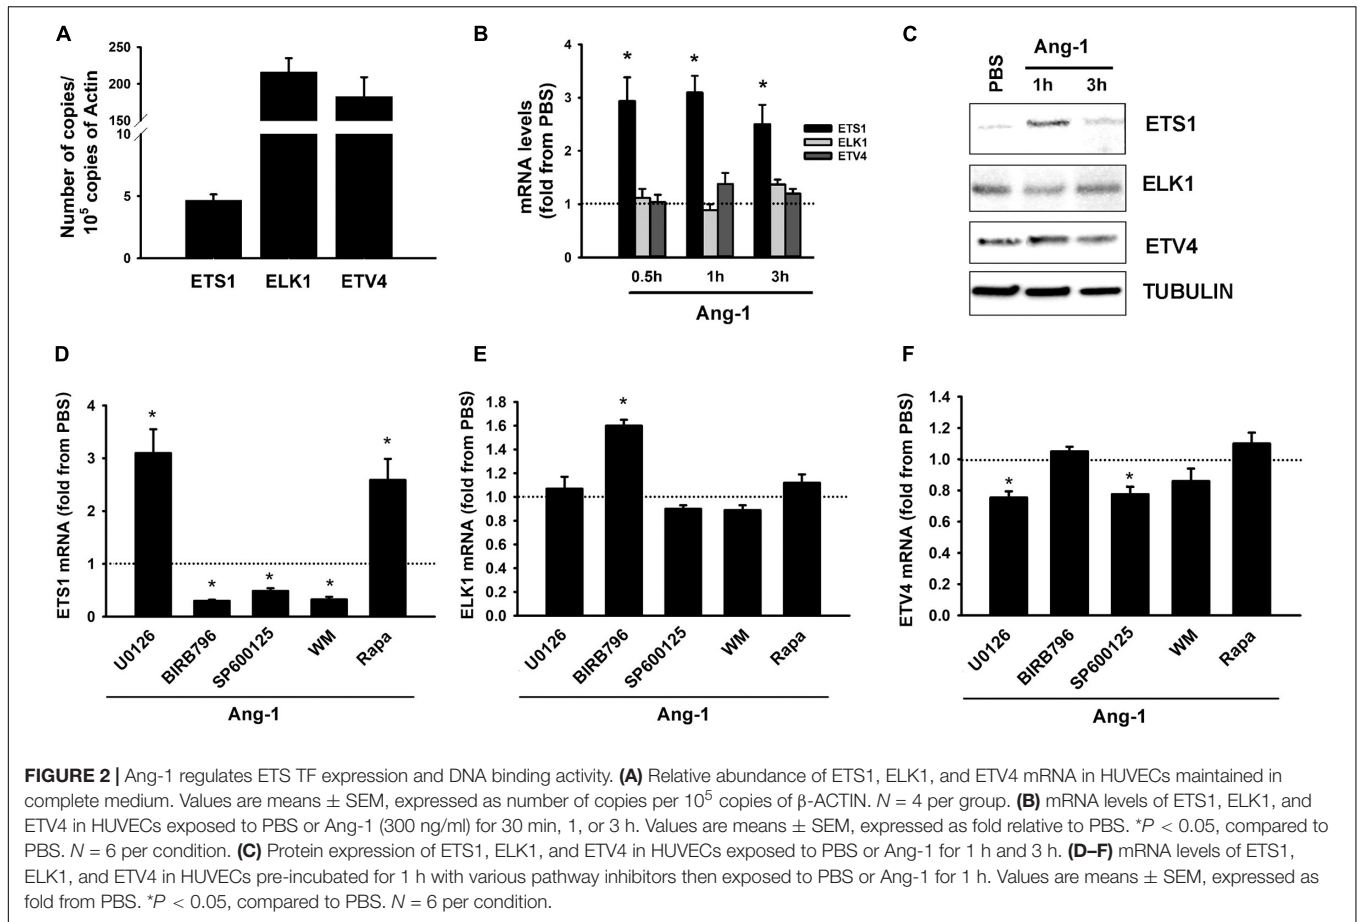 A
Number of copies/
10⁵ copies of Actin
250
200
150
10
5
0
ETS1 ELK1 ETV4
B
mRNA levels
(fold from PBS)
4
3
2
1
0
*
*
*
ETS1
ELK1
ETV4
0.5h 1h 3h
Ang-1
C
PBS
Ang-1
1h 3h
ETS1
ELK1
ETV4
TUBULIN
D
ETS1 mRNA (fold from PBS)
4
3
2
1
0
*
*
*
*
*
U0126 BIRB796 SP600125 WM Rapa
Ang-1
E
ELK1 mRNA (fold from PBS)
1.8
1.6
1.4
1.2
1.0
0.8
0.6
0.4
0.2
0.0
*
U0126 BIRB796 SP600125 WM Rapa
Ang-1
F
ETV4 mRNA (fold from PBS)
1.4
1.2
1.0
0.8
0.6
0.4
0.2
0.0
*
*
U0126 BIRB796 SP600125 WM Rapa
Ang-1
FIGURE 2 | Ang-1 regulates ETS TF expression and DNA binding activity. (A) Relative abundance of ETS1, ELK1, and ETV4 mRNA in HUVECs maintained in
complete medium. Values are means ± SEM, expressed as number of copies per 10⁵ copies of β-ACTIN. N = 4 per group. (B) mRNA levels of ETS1, ELK1, and
ETV4 in HUVECs exposed to PBS or Ang-1 (300 ng/ml) for 30 min, 1, or 3 h. Values are means ± SEM, expressed as fold relative to PBS. *P < 0.05, compared to
PBS. N = 6 per condition. (C) Protein expression of ETS1, ELK1, and ETV4 in HUVECs exposed to PBS or Ang-1 for 1 h and 3 h. (D–F) mRNA levels of ETS1,
ELK1, and ETV4 in HUVECs pre-incubated for 1 h with various pathway inhibitors then exposed to PBS or Ang-1 for 1 h. Values are means ± SEM, expressed as
fold from PBS. *P < 0.05, compared to PBS. N = 6 per condition.